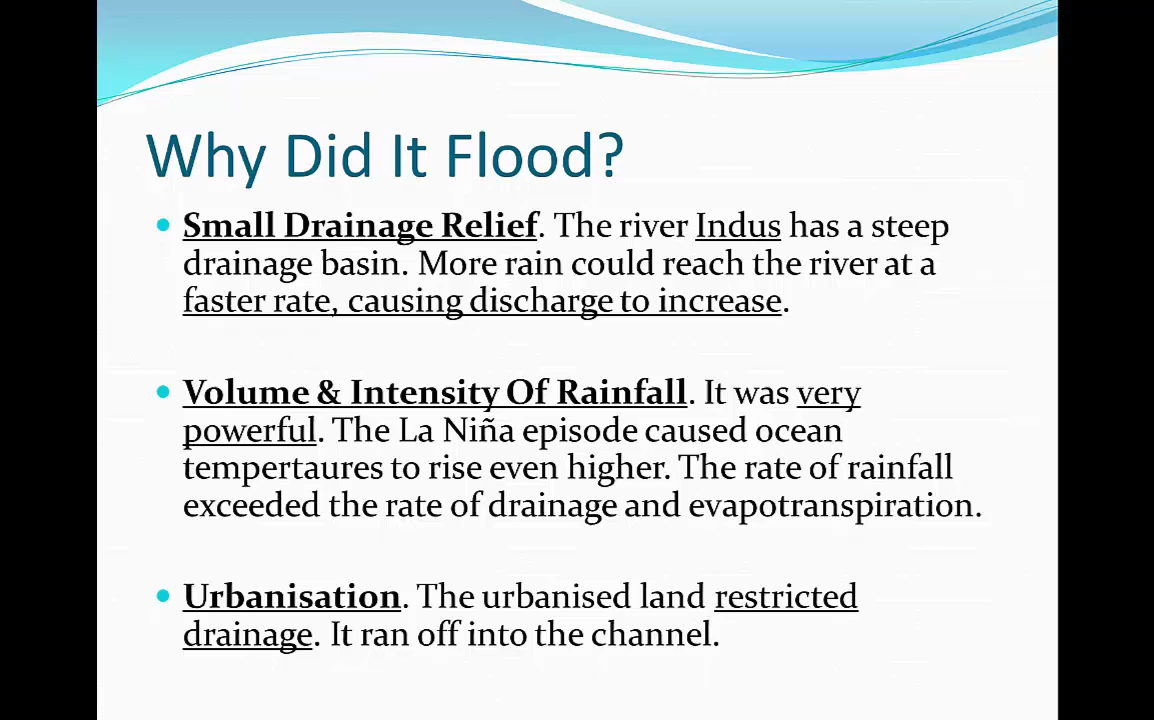 Why Did It Flood?
• Small Drainage Relief. The river Indus has a steep
drainage basin. More rain could reach the river at a
faster rate, causing discharge to increase.
• Volume & Intensity Of Rainfall. It was very
powerful. The La Niña episode caused ocean
tempertaures to rise even higher. The rate of rainfall
exceeded the rate of drainage and evapotranspiration.
• Urbanisation. The urbanised land restricted
drainage. It ran off into the channel.